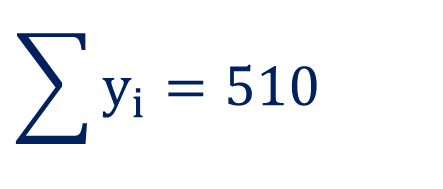 ∑ yᵢ = 510